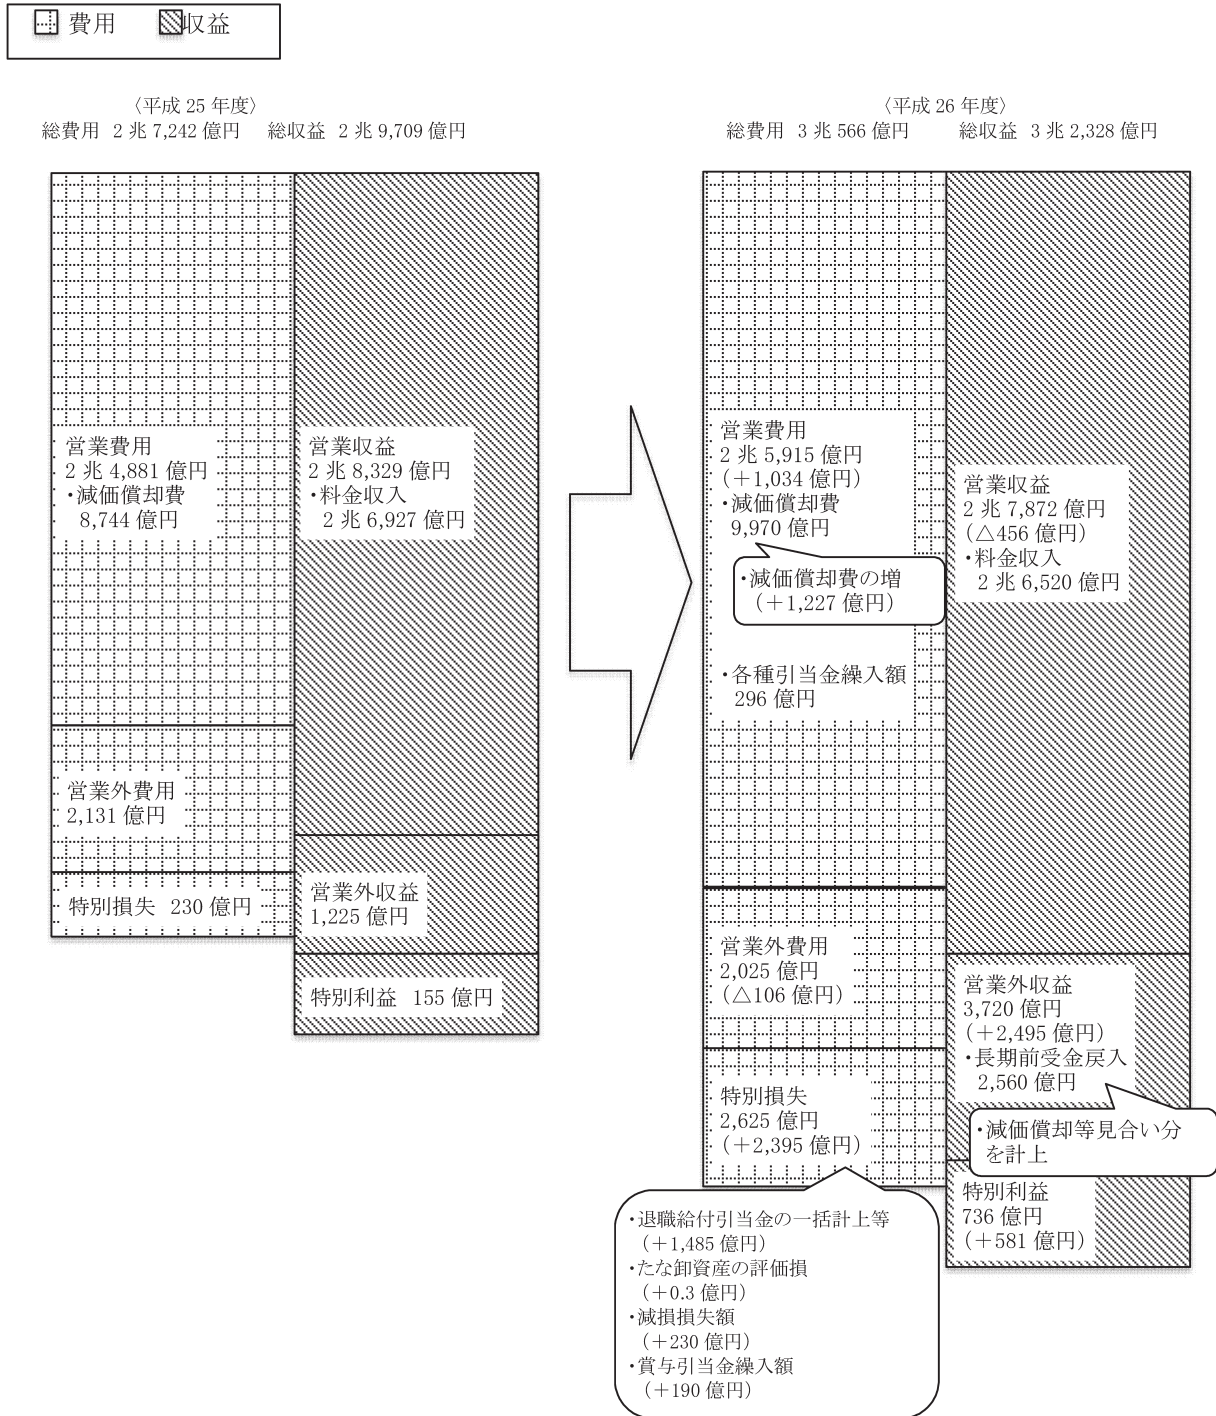 費用 収益
〈平成 25 年度〉
総費用 2 兆 7,242 億円 総収益 2 兆 9,709 億円
営業費用
2 兆 4,881 億円
・減価償却費
8,744 億円
営業収益
2 兆 8,329 億円
・料金収入
2 兆 6,927 億円
営業外費用
2,131 億円
特別損失 230 億円
営業外収益
1,225 億円
特別利益 155 億円
〈平成 26 年度〉
総費用 3 兆 566 億円 総収益 3 兆 2,328 億円
営業費用
2 兆 5,915 億円
(+1,034 億円)
・減価償却費
9,970 億円
・減価償却費の増
(+1,227 億円)
・各種引当金繰入額
296 億円
営業収益
2 兆 7,872 億円
(△456 億円)
・料金収入
2 兆 6,520 億円
営業外費用
2,025 億円
(△106 億円)
特別損失
2,625 億円
(+2,395 億円)
・退職給付引当金の一括計上等
(+1,485 億円)
・たな卸資産の評価損
(+0.3 億円)
・減損損失額
(+230 億円)
・賞与引当金繰入額
(+190 億円)
営業外収益
3,720 億円
(+2,495 億円)
・長期前受金戻入
2,560 億円
・減価償却等見合い分
を計上
特別利益
736 億円
(+581 億円)